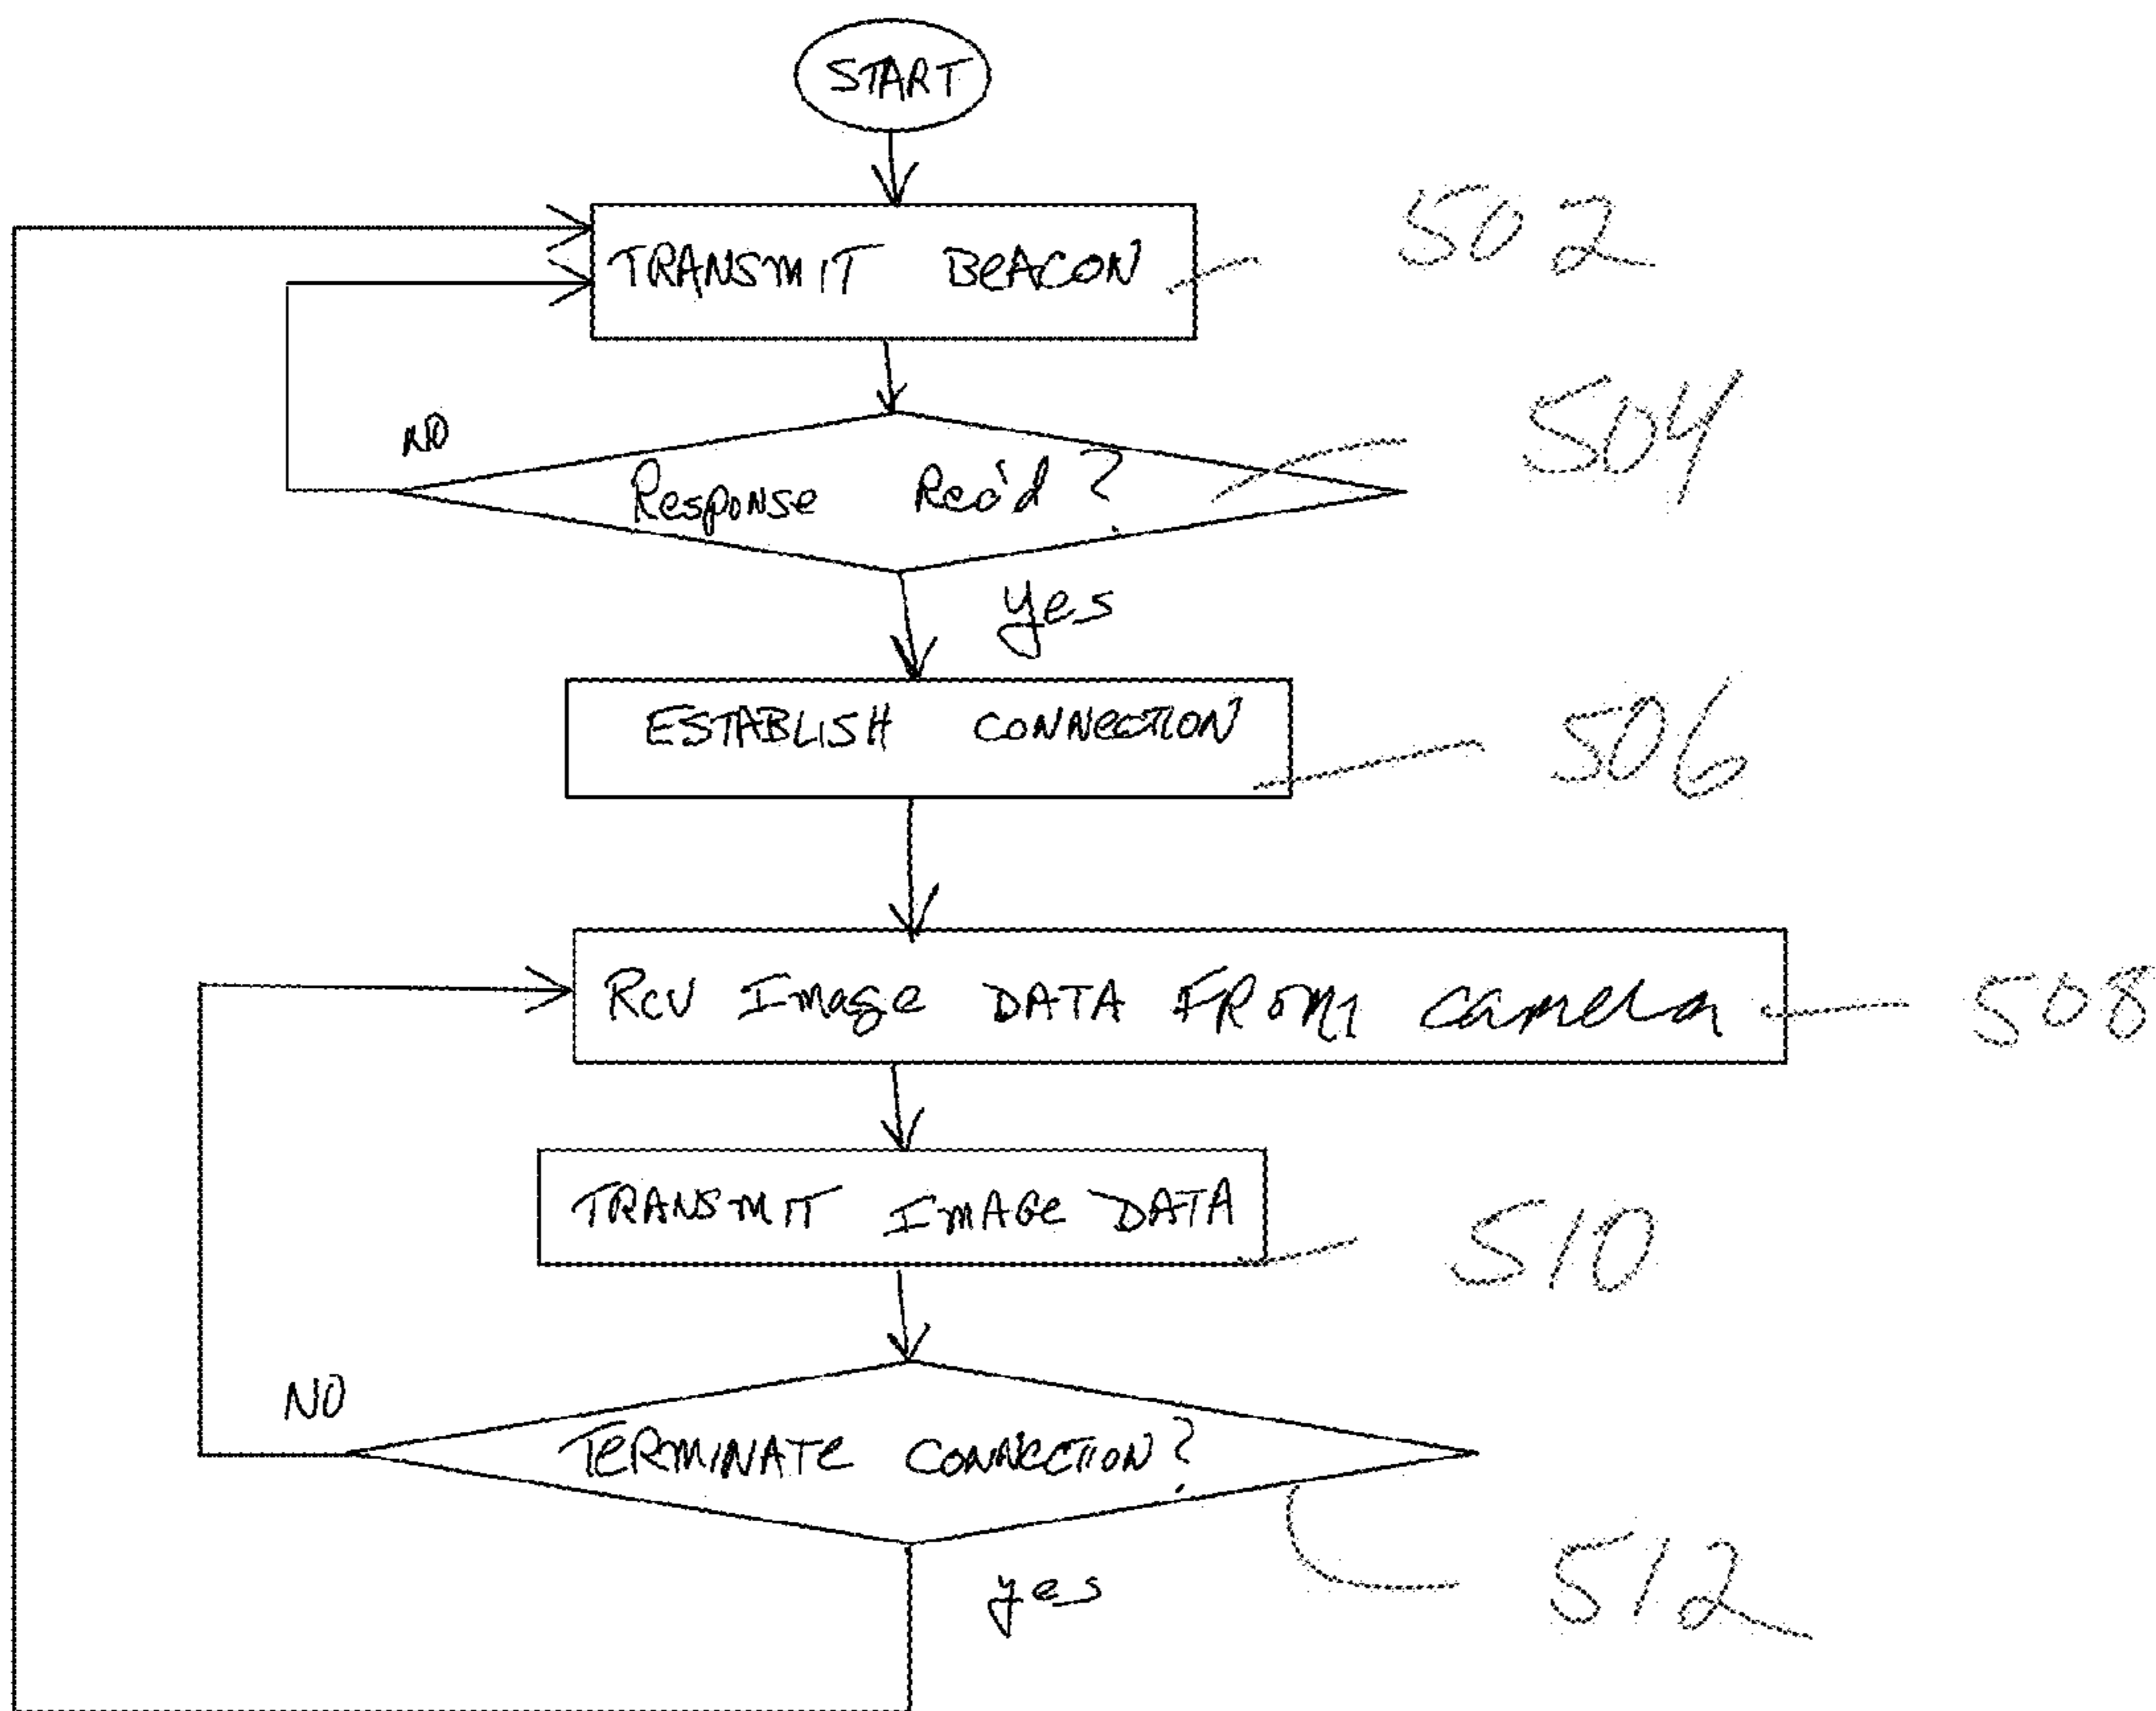 START
TRANSMIT BEACON
502
NO
Response Rec'd?
504
yes
ESTABLISH CONNECTION
506
Rcv Image DATA FROM camera
508
TRANSMIT IMAGE DATA
510
NO
TERMINATE CONNECTION?
512
yes